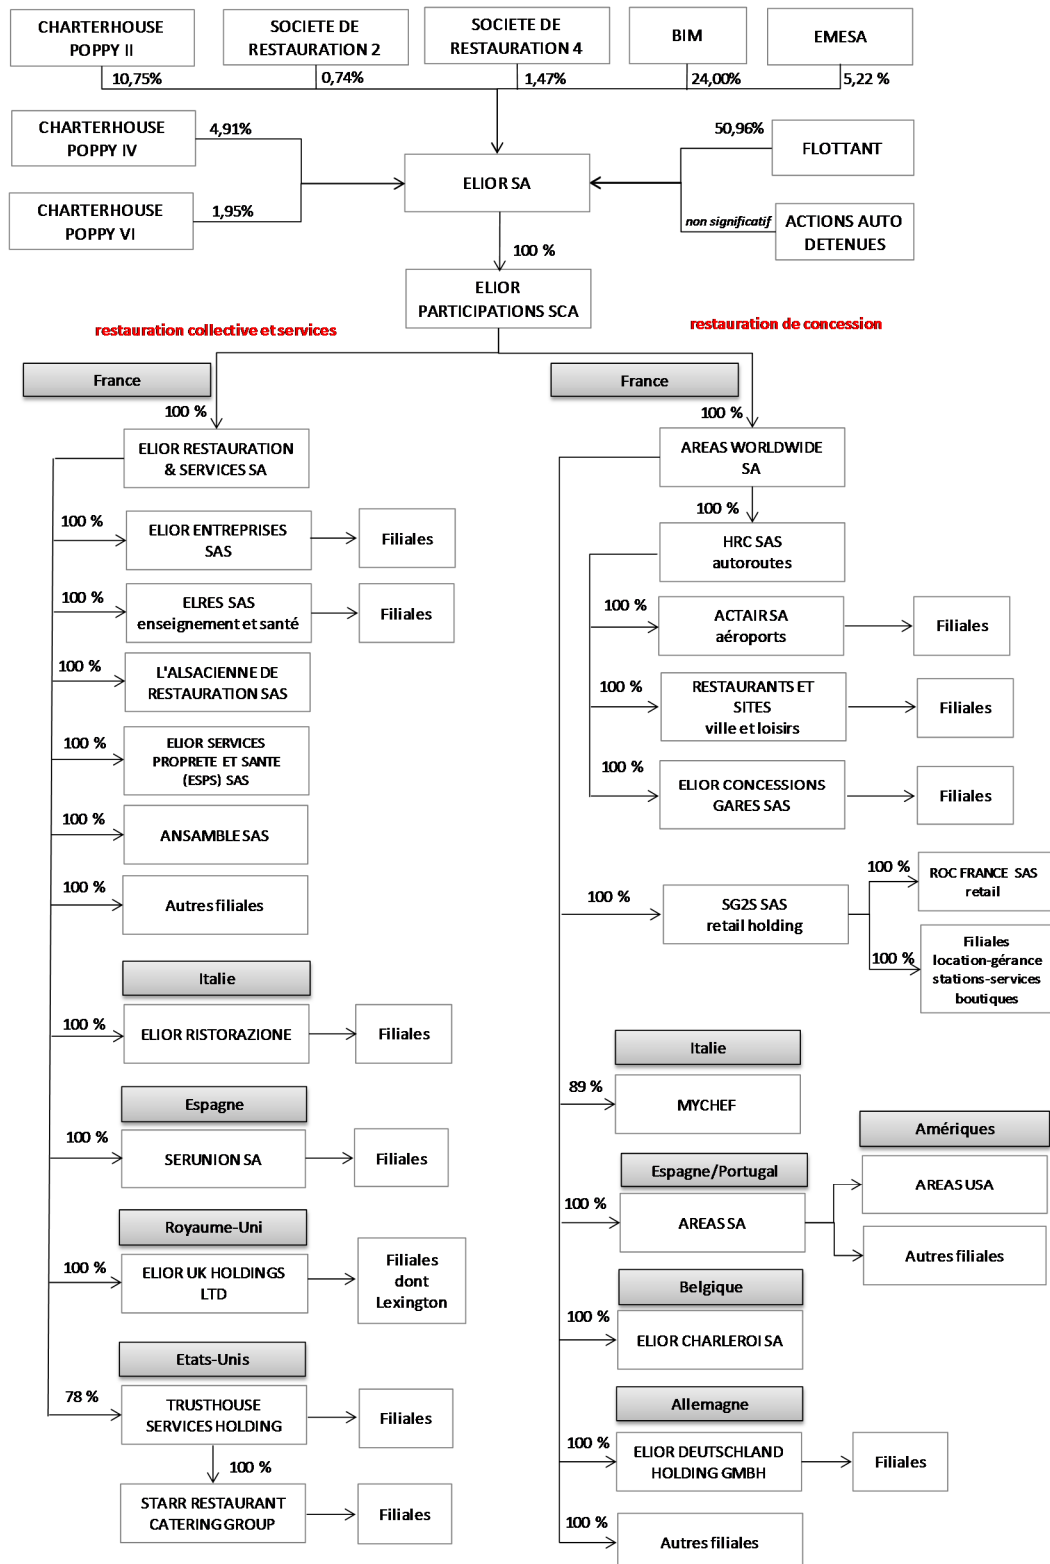 CHARTERHOUSE
POPPY II
SOCIETE DE
RESTAURATION 2
SOCIETE DE
RESTAURATION 4
BIM
EMESA
10,75%
0,74%
1,47%
24,00%
5,22 %
CHARTERHOUSE
POPPY IV
4,91%
CHARTERHOUSE
POPPY VI
1,95%
ELIOR SA
50,96%
FLOTTANT
non significatif
ACTIONS AUTO
DETENUES
100 %
ELIOR
PARTICIPATIONS SCA
restauration collective et services
restauration de concession
France
100 %
ELIOR RESTAURATION
& SERVICES SA
100 %
ELIOR ENTREPRISES
SAS
Filiales
100 %
ELRES SAS
enseignement et santé
Filiales
100 %
L'ALSACIENNE DE
RESTAURATION SAS
100 %
ELIOR SERVICES
PROPRETE ET SANTE
(ESPS) SAS
100 %
ANSAMBLE SAS
100 %
Autres filiales
Italie
100 %
ELIOR RISTORAZIONE
Filiales
Espagne
100 %
SERUNION SA
Filiales
Royaume-Uni
100 %
ELIOR UK HOLDINGS
LTD
Filiales
dont
Lexington
Etats-Unis
78 %
TRUSTHOUSE
SERVICES HOLDING
Filiales
100 %
STARR RESTAURANT
CATERING GROUP
Filiales
France
100 %
AREAS WORLDWIDE
SA
100 %
HRC SAS
autoroutes
100 %
ACTAIR SA
aéroports
Filiales
100 %
RESTAURANTS ET
SITES
ville et loisirs
Filiales
100 %
ELIOR CONCESSIONS
GARES SAS
Filiales
100 %
SG2S SAS
retail holding
100 %
ROC FRANCE SAS
retail
100 %
Filiales
location-gérance
stations-services
boutiques
Italie
89 %
MYCHEF
Espagne/Portugal
100 %
AREAS SA
Amériques
AREAS USA
Autres filiales
Belgique
100 %
ELIOR CHARLEROI SA
Allemagne
100 %
ELIOR DEUTSCHLAND
HOLDING GMBH
Filiales
100 %
Autres filiales